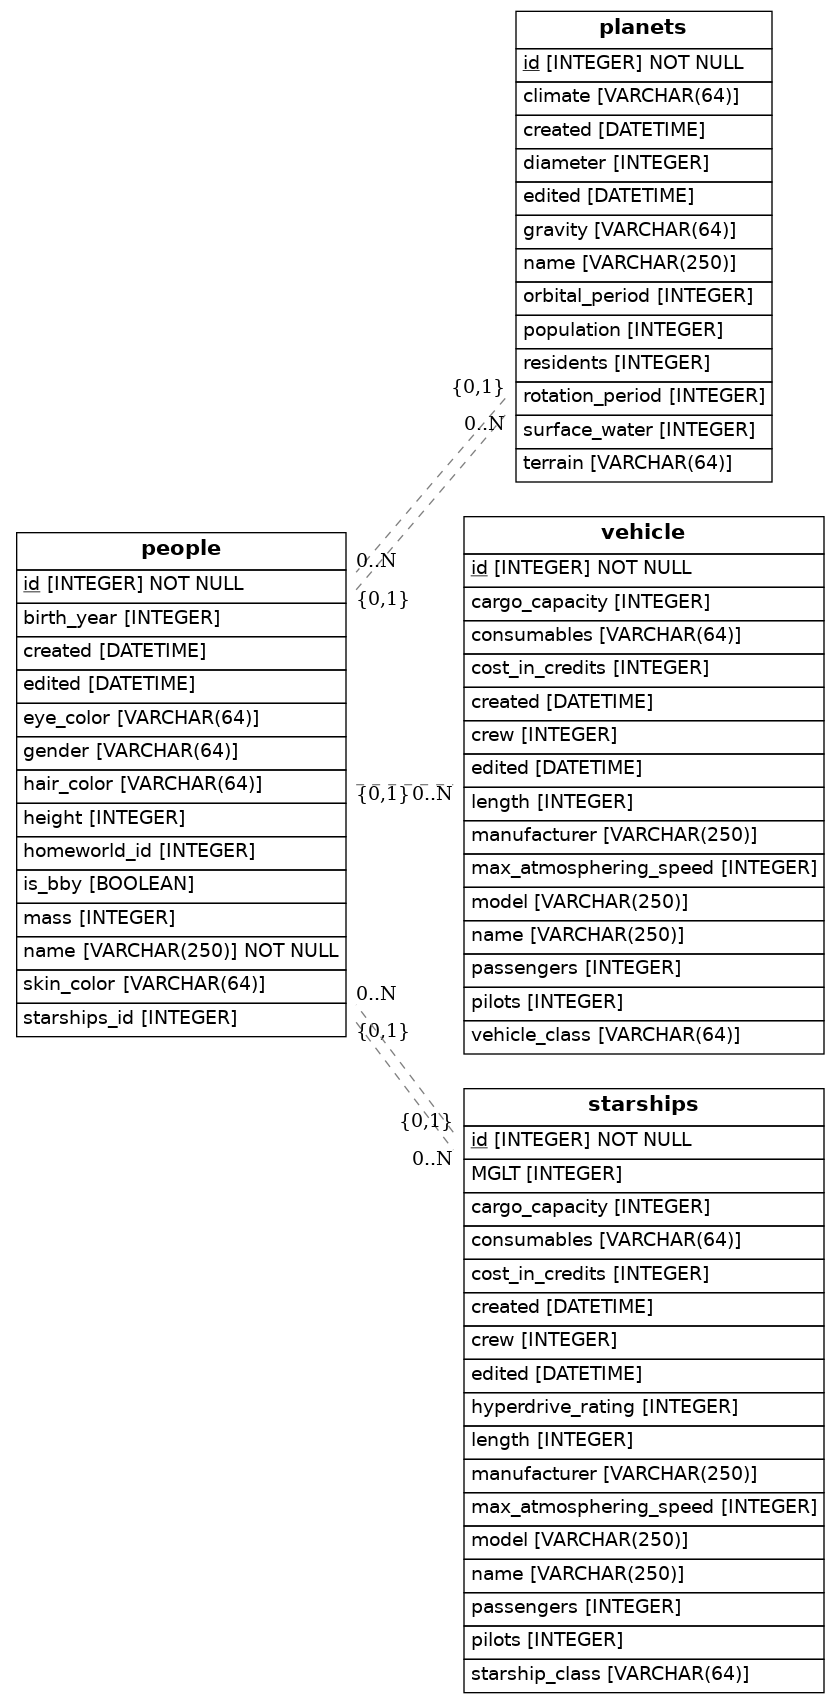 planets
id [INTEGER] NOT NULL
climate [VARCHAR(64)]
created [DATETIME]
diameter [INTEGER]
edited [DATETIME]
gravity [VARCHAR(64)]
name [VARCHAR(250)]
orbital_period [INTEGER]
population [INTEGER]
residents [INTEGER]
rotation_period [INTEGER]
surface_water [INTEGER]
terrain [VARCHAR(64)]
{0,1}
0..N
0..N
{0,1}
people
id [INTEGER] NOT NULL
birth_year [INTEGER]
created [DATETIME]
edited [DATETIME]
eye_color [VARCHAR(64)]
gender [VARCHAR(64)]
hair_color [VARCHAR(64)]
height [INTEGER]
homeworld_id [INTEGER]
is_bby [BOOLEAN]
mass [INTEGER]
name [VARCHAR(250)] NOT NULL
skin_color [VARCHAR(64)]
starships_id [INTEGER]
{0,1} 0..N
vehicle
id [INTEGER] NOT NULL
cargo_capacity [INTEGER]
consumables [VARCHAR(64)]
cost_in_credits [INTEGER]
created [DATETIME]
crew [INTEGER]
edited [DATETIME]
length [INTEGER]
manufacturer [VARCHAR(250)]
max_atmosphering_speed [INTEGER]
model [VARCHAR(250)]
name [VARCHAR(250)]
passengers [INTEGER]
pilots [INTEGER]
vehicle_class [VARCHAR(64)]
0..N
{0,1}
{0,1}
0..N
starships
id [INTEGER] NOT NULL
MGLT [INTEGER]
cargo_capacity [INTEGER]
consumables [VARCHAR(64)]
cost_in_credits [INTEGER]
created [DATETIME]
crew [INTEGER]
edited [DATETIME]
hyperdrive_rating [INTEGER]
length [INTEGER]
manufacturer [VARCHAR(250)]
max_atmosphering_speed [INTEGER]
model [VARCHAR(250)]
name [VARCHAR(250)]
passengers [INTEGER]
pilots [INTEGER]
starship_class [VARCHAR(64)]